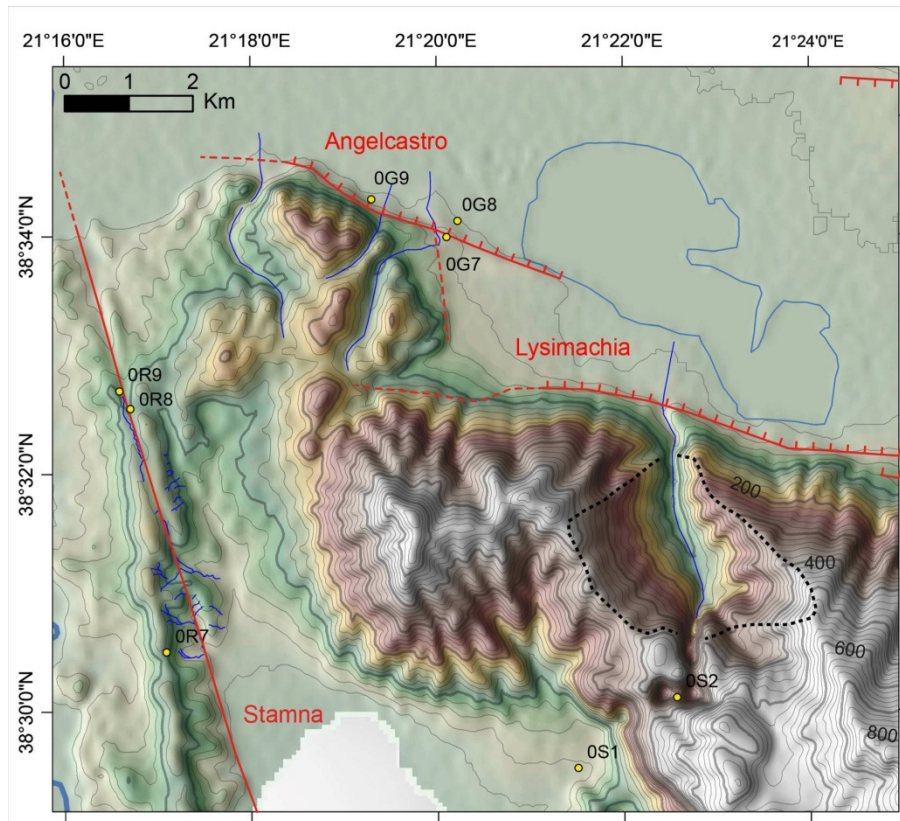 21°16'0"E 21°18'0"E 21°20'0"E 21°22'0"E 21°24'0"E
0 1 2
Km
Angelcastro
0G9
0G8
38°34'0"N
0G7
Lysimachia
0R9
0R8
38°32'0"N
200
400
0R7
600
0S2
38°30'0"N
Stamna
800
0S1